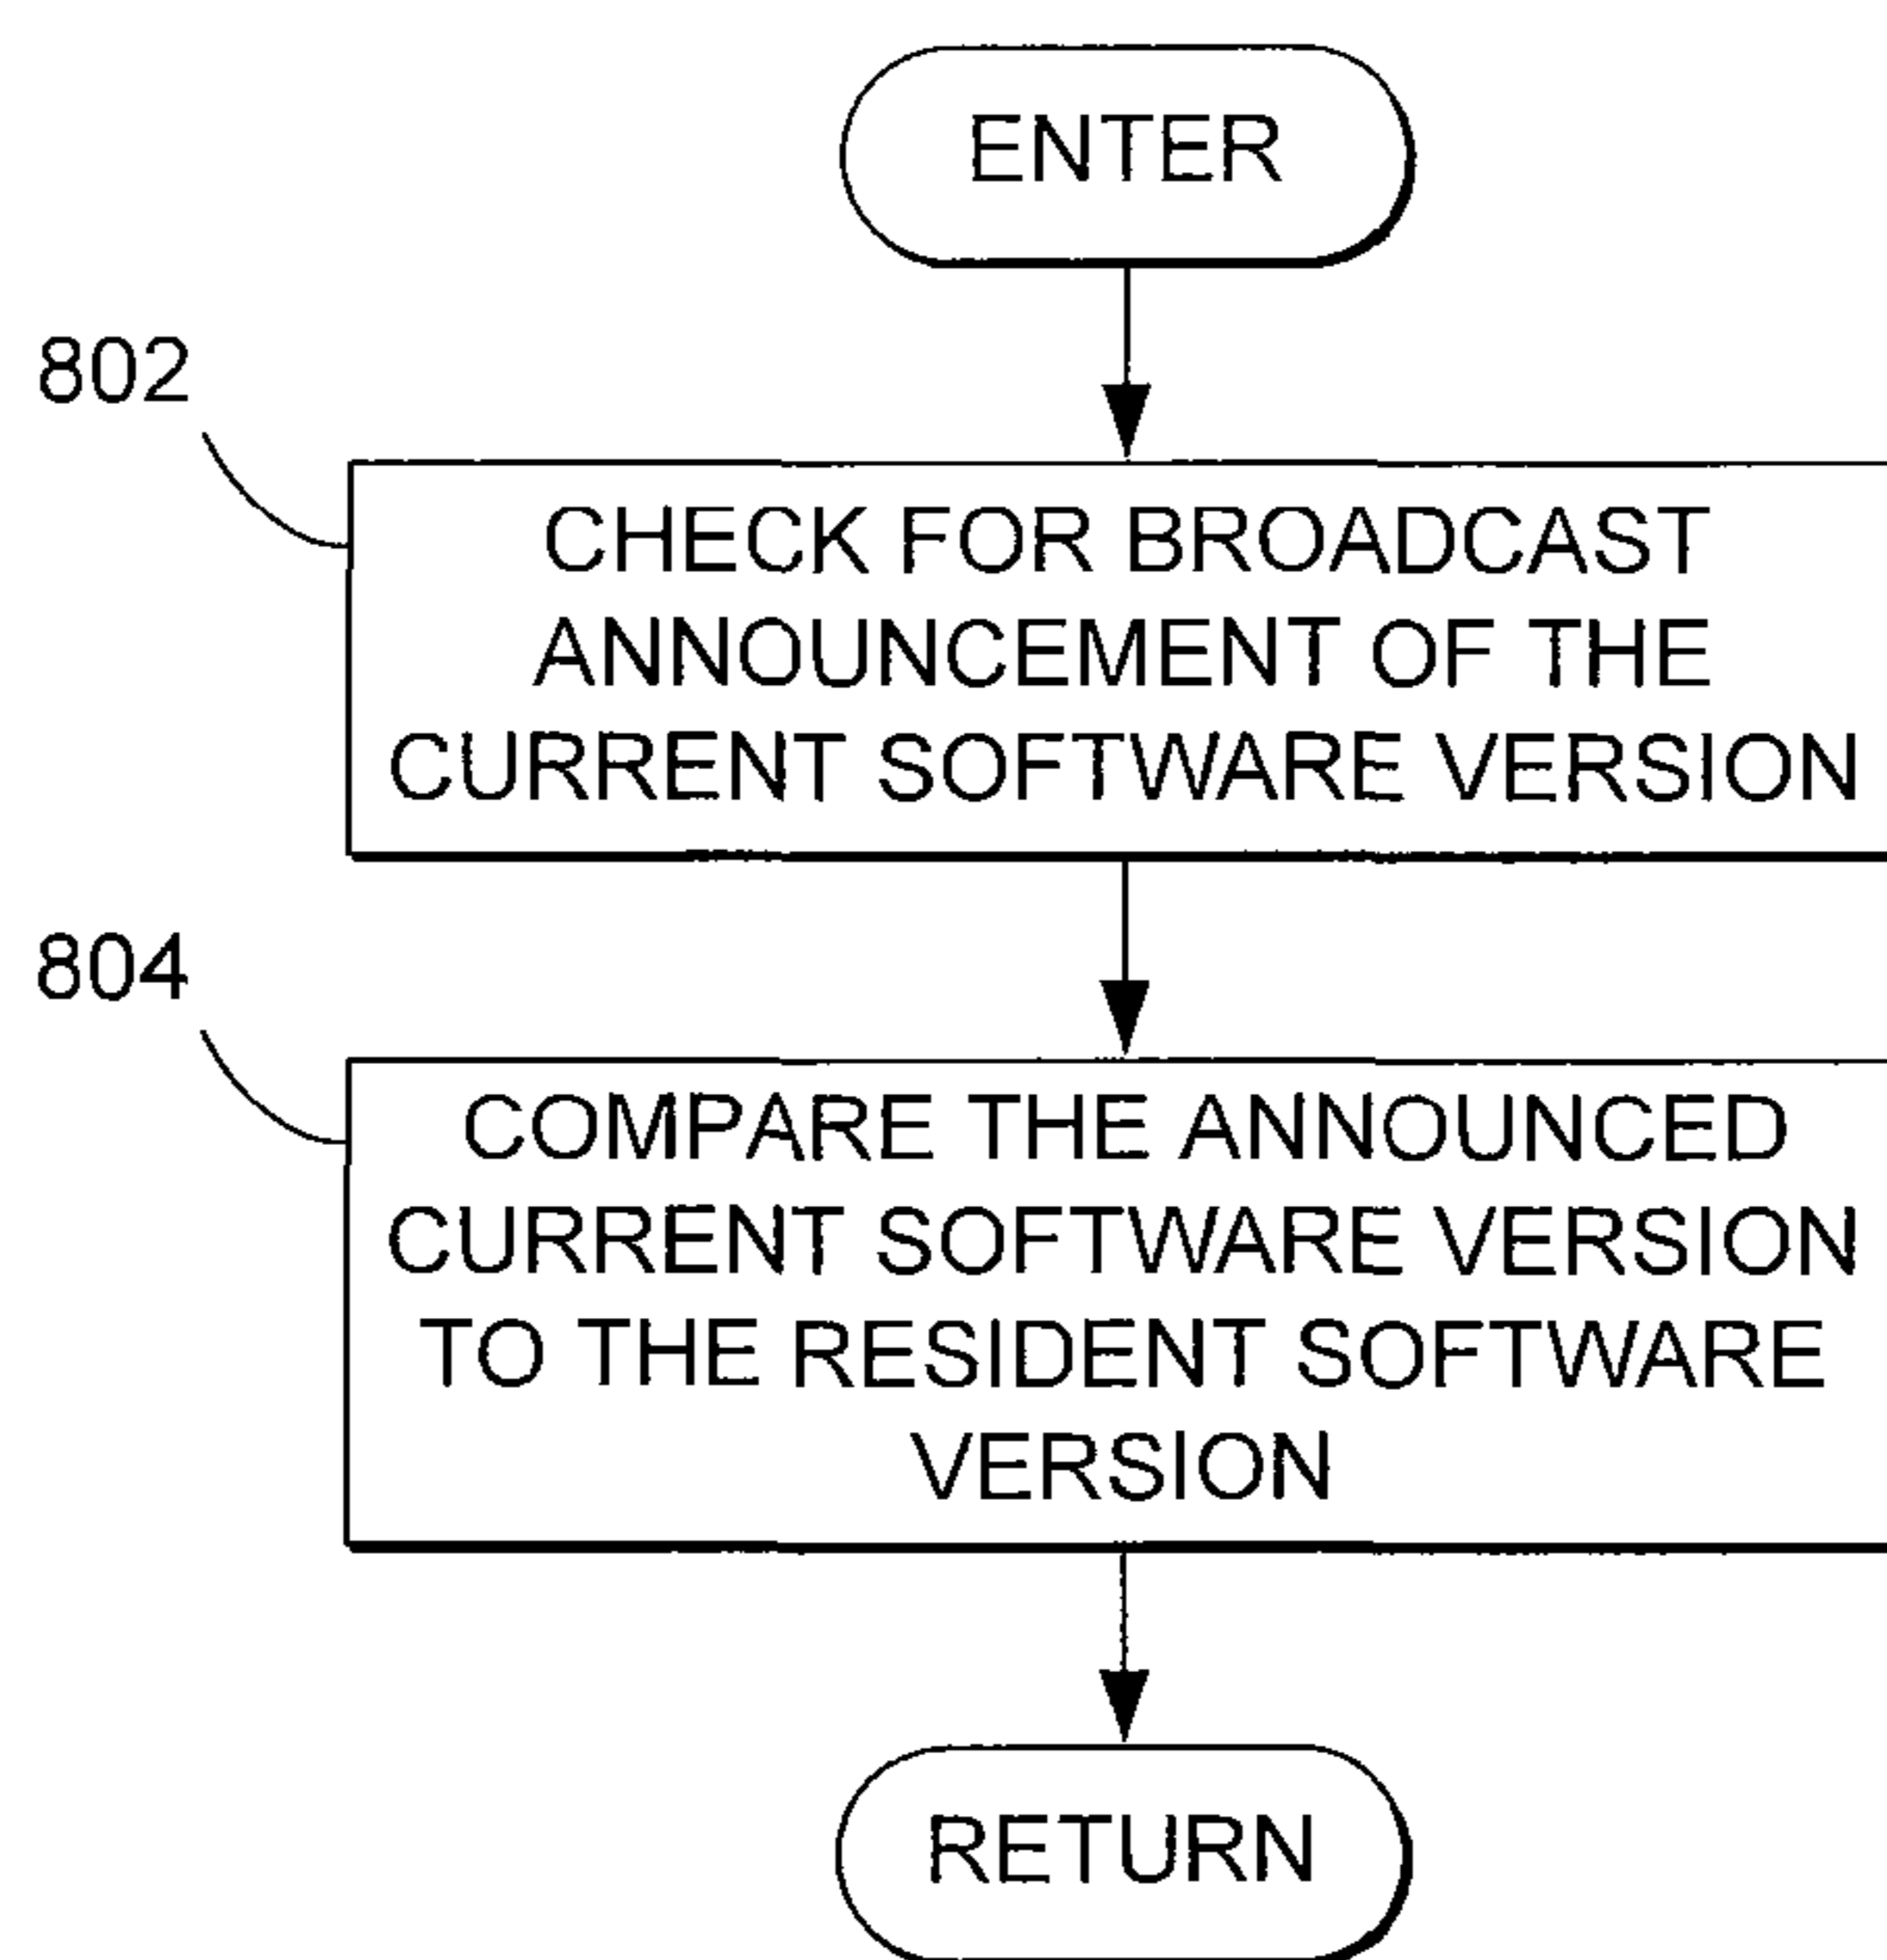 ENTER
802
CHECK FOR BROADCAST
ANNOUNCEMENT OF THE
CURRENT SOFTWARE VERSION
804
COMPARE THE ANNOUNCED
CURRENT SOFTWARE VERSION
TO THE RESIDENT SOFTWARE
VERSION
RETURN